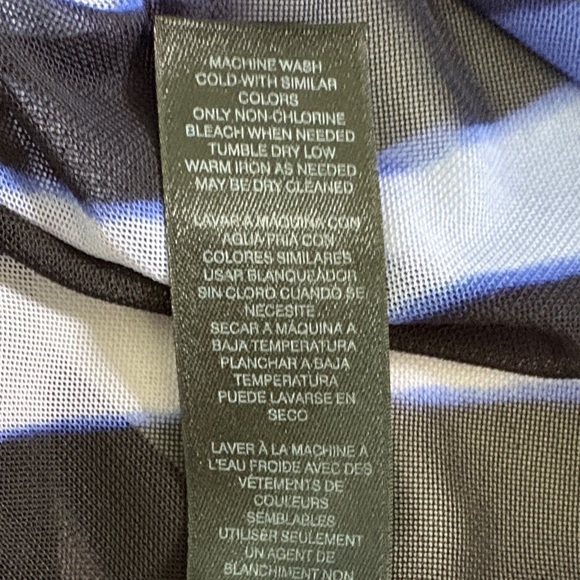 MACHINE WASH
COLD WITH SIMILAR
COLORS
ONLY NON-CHLORINE
BLEACH WHEN NEEDED
TUMBLE DRY LOW
WARM IRON AS NEEDED
MAY BE DRY CLEANED
LAVAR A MÁQUINA CON
AGUA FRIA CON
COLORES SIMILARES
USAR BLANQUEADOR
SIN CLORO CUANDO SE
NECESITE
SECAR A MÁQUINA A
BAJA TEMPERATURA
PLANCHAR A BAJA
TEMPERATURA
PUEDE LAVARSE EN
SECO
LAVER À LA MACHINE À
L'EAU FROIDE AVEC DES
VÊTEMENTS DE
COULEURS
SEMBLABLES
UTILISER SEULEMENT
UN AGENT DE
BLANCHIMENT NON